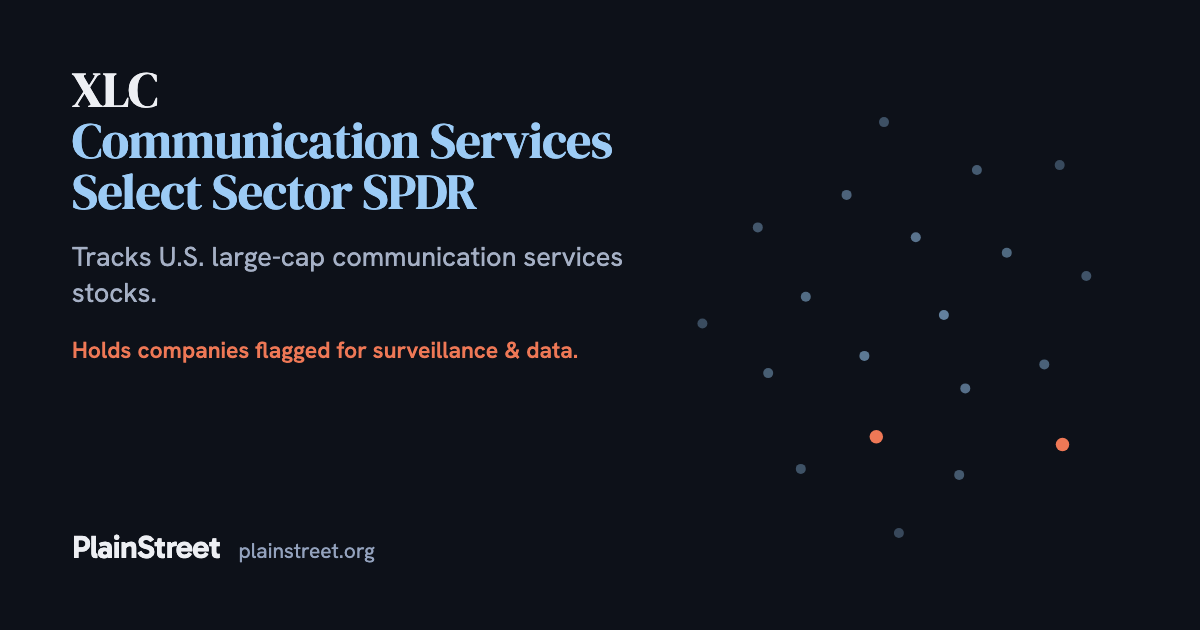 XLC
Communication Services
Select Sector SPDR
Tracks U.S. large-cap communication services
stocks.
Holds companies flagged for surveillance & data.
PlainStreet plainstreet.org